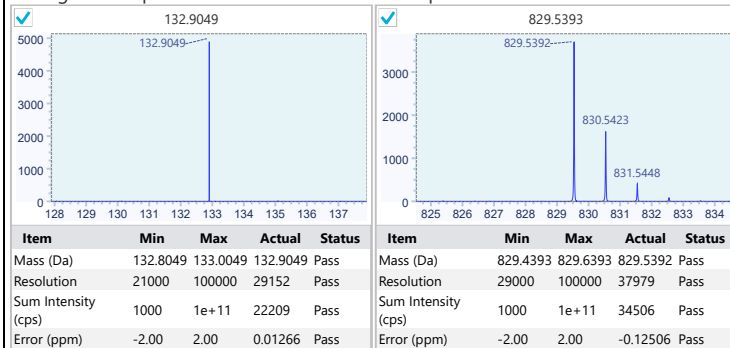 132.9049
132.9049
5000
4000
3000
2000
1000
0
128 129 130 131 132 133 134 135 136 137
Item Min Max Actual Status
Mass (Da) 132.8049 133.0049 132.9049 Pass
Resolution 21000 100000 29152 Pass
Sum Intensity (cps) 1000 1e+11 22209 Pass
Error (ppm) -2.00 2.00 0.01266 Pass
829.5393
829.5392
830.5423
831.5448
3000
2000
1000
0
825 826 827 828 829 830 831 832 833 834
Item Min Max Actual Status
Mass (Da) 829.4393 829.6393 829.5392 Pass
Resolution 29000 100000 37979 Pass
Sum Intensity (cps) 1000 1e+11 34506 Pass
Error (ppm) -2.00 2.00 -0.12506 Pass